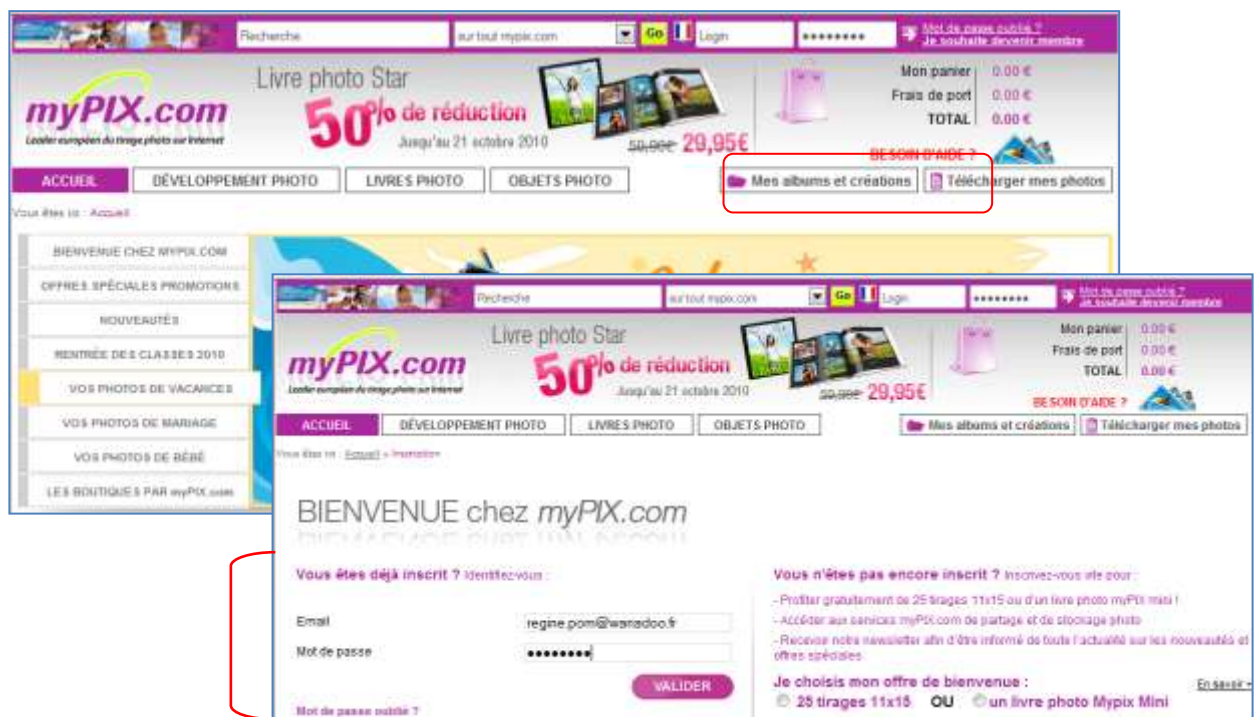 Recherche sur tout mypix.com Go Login •••••••• Mot de passe oublié ?
Je souhaite devenir membre
myPIX.com
Leader européen du tirage photo sur Internet
Livre photo Star
50% de réduction
Jusqu'au 21 octobre 2010
59,90€ 29,95€
Mon panier 0.00 €
Frais de port 0.00 €
TOTAL 0.00 €
BESOIN D'AIDE ?
ACCUEIL DÉVELOPPEMENT PHOTO LIVRES PHOTO OBJETS PHOTO Mes albums et créations Télécharger mes photos
Vous êtes ici : Accueil
BIENVENUE CHEZ MYPIX.COM
OFFRES SPÉCIALES PROMOTIONS
NOUVEAUTÉS
RENTRÉE DES CLASSES 2010
VOS PHOTOS DE VACANCES
VOS PHOTOS DE MARIAGE
VOS PHOTOS DE BÉBÉ
LES BOUTIQUES PAR myPIX.com
Recherche sur tout mypix.com Go Login •••••••• Mot de passe oublié ?
Je souhaite devenir membre
myPIX.com
Leader européen du tirage photo sur Internet
Livre photo Star
50% de réduction
Jusqu'au 21 octobre 2010
59,90€ 29,95€
Mon panier 0.00 €
Frais de port 0.00 €
TOTAL 0.00 €
BESOIN D'AIDE ?
ACCUEIL DÉVELOPPEMENT PHOTO LIVRES PHOTO OBJETS PHOTO Mes albums et créations Télécharger mes photos
Vous êtes ici : Accueil » Inscription
BIENVENUE chez myPIX.com
Vous êtes déjà inscrit ? Identifiez-vous :
Email regine.pom@wanadoo.fr
Mot de passe ••••••••
VALIDER
Mot de passe oublié ?
Vous n'êtes pas encore inscrit ? Inscrivez-vous vite pour :
- Profiter gratuitement de 25 tirages 11x15 ou d'un livre photo myPIX mini !
- Accéder aux services myPIX.com de partage et de stockage photo
- Recevoir notre newsletter afin d'être informé de toute l'actualité sur les nouveautés et
offres spéciales
Je choisis mon offre de bienvenue : En savoir +
25 tirages 11x15 OU un livre photo Mypix Mini